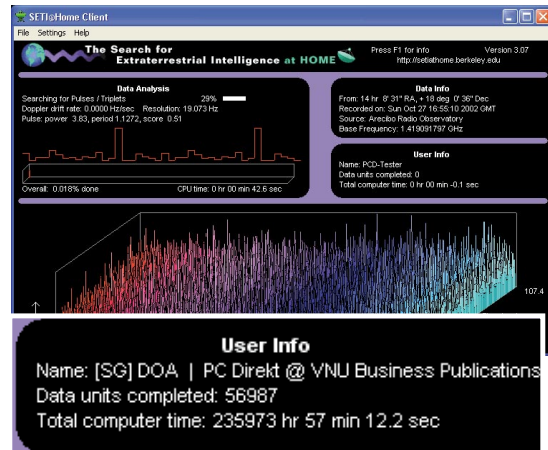 SETI@Home Client
File Settings Help
The Search for
Extraterrestrial Intelligence at HOME
Press F1 for info
Version 3.07
http://setiathome.berkeley.edu
Data Analysis
Searching for Pulses / Triplets 29%
Doppler drift rate: 0.0000 Hz/sec Resolution: 19.073 Hz
Pulse: power 3.83, period 1.1272, score 0.51
Overall: 0.018% done CPU time: 0 hr 00 min 42.6 sec
Data Info
From: 14 hr 8' 31" RA, + 18 deg 0' 36" Dec
Recorded on: Sun Oct 27 16:55:10 2002 GMT
Source: Arecibo Radio Observatory
Base Frequency: 1.419091797 GHz
User Info
Name: PCD-Tester
Data units completed: 0
Total computer time: 0 hr 00 min -0.1 sec
107.4
User Info
Name: [SG] DOA | PC Direkt @ VNU Business Publications
Data units completed: 56987
Total computer time: 235973 hr 57 min 12.2 sec